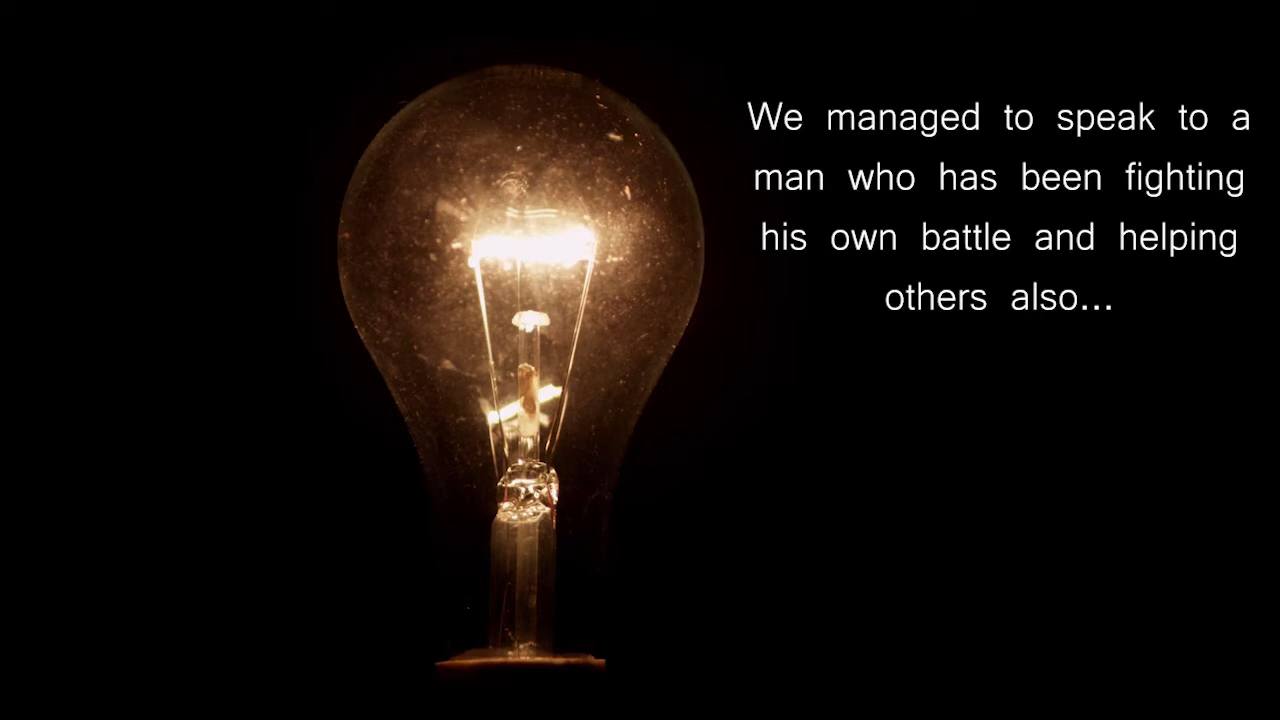 We managed to speak to a
man who has been fighting
his own battle and helping
others also...